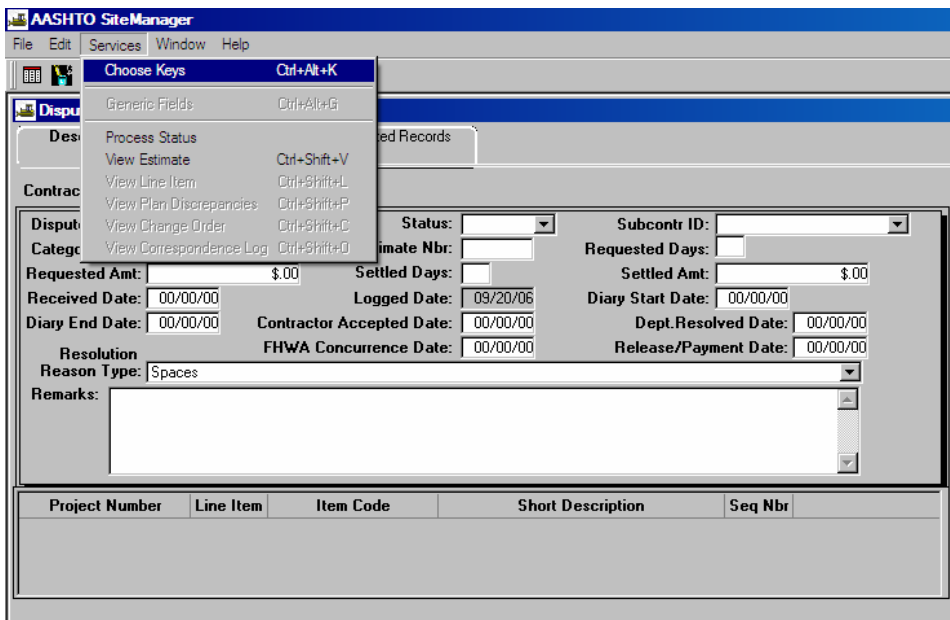 AASHTO SiteManager
File Edit Services Window Help
Choose Keys Ctrl+Alt+K
Generic Fields Ctrl+Alt+G
Process Status
View Estimate Ctrl+Shift+V
View Line Item Ctrl+Shift+L
View Plan Discrepancies Ctrl+Shift+P
View Change Order Ctrl+Shift+C
View Correspondence Log Ctrl+Shift+O
Dispu
Des ted Records
Contrac
Dispute Status: Subcontr ID:
Catego imate Nbr: Requested Days:
Requested Amt: $.00 Settled Days: Settled Amt: $.00
Received Date: 00/00/00 Logged Date: 09/20/06 Diary Start Date: 00/00/00
Diary End Date: 00/00/00 Contractor Accepted Date: 00/00/00 Dept.Resolved Date: 00/00/00
Resolution FHWA Concurrence Date: 00/00/00 Release/Payment Date: 00/00/00
Reason Type: Spaces
Remarks:
Project Number Line Item Item Code Short Description Seq Nbr